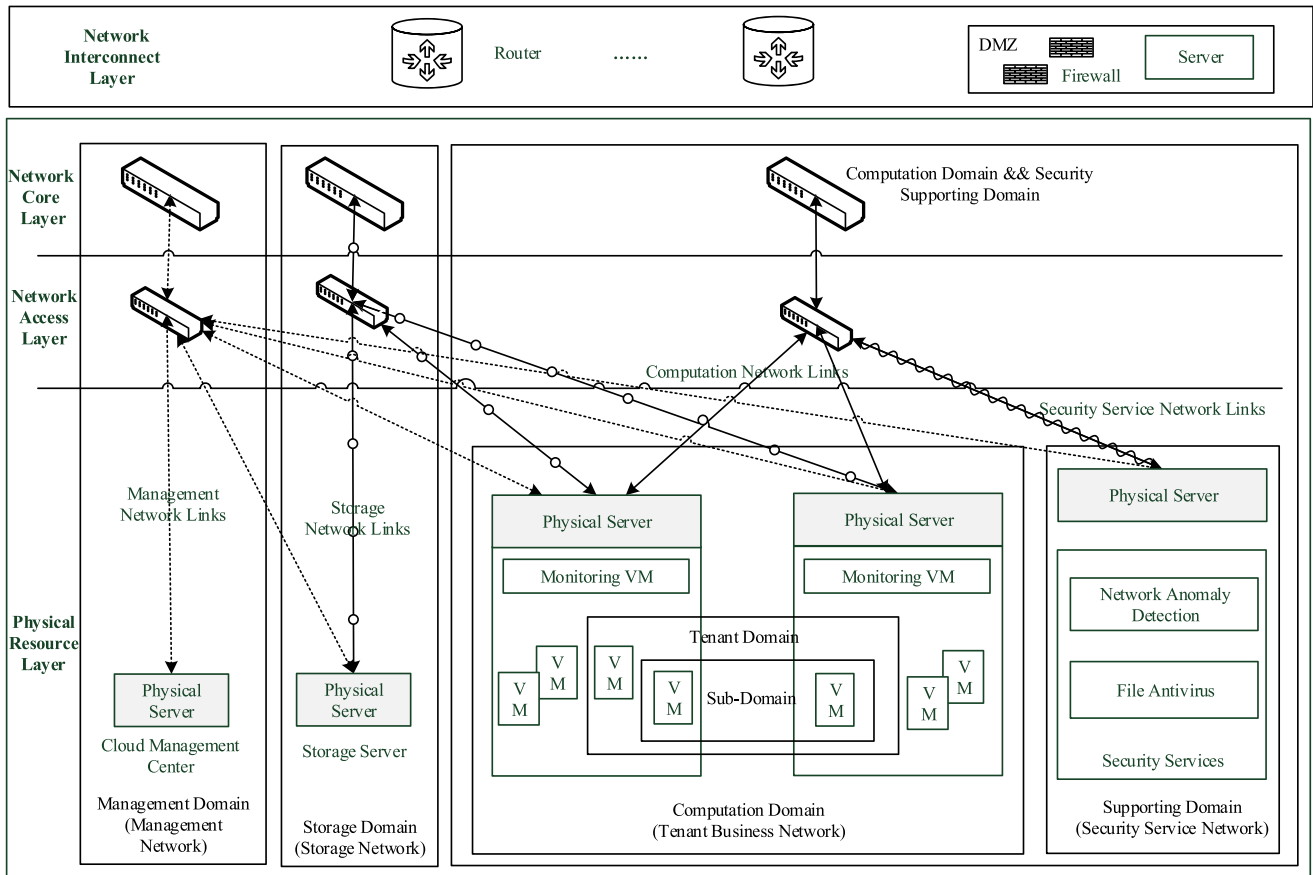 Network
Interconnect
Layer
Router
......
DMZ
Firewall
Server
Network
Core
Layer
Computation Domain && Security
Supporting Domain
Network
Access
Layer
Computation Network Links
Security Service Network Links
Management
Network Links
Storage
Network Links
Physical
Resource
Layer
Physical Server
Physical Server
Physical Server
Monitoring VM
Monitoring VM
Network Anomaly
Detection
Tenant Domain
V
M
V
M
V
M
V
M
Sub-Domain
V
M
V
M
V
M
File Antivirus
Physical
Server
Physical
Server
Cloud Management
Center
Storage Server
Security Services
Management Domain
(Management
Network)
Storage Domain
(Storage Network)
Computation Domain
(Tenant Business Network)
Supporting Domain
(Security Service Network)